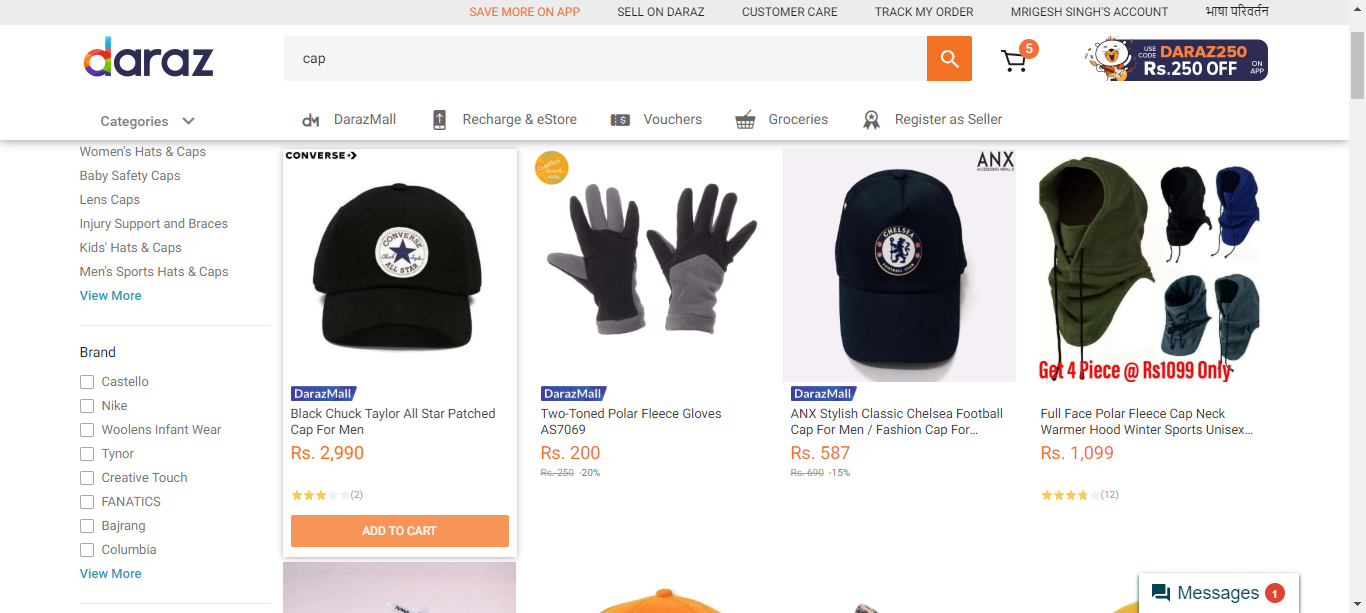 SAVE MORE ON APP
SELL ON DARAZ
CUSTOMER CARE
TRACK MY ORDER
MRIGESH SINGH'S ACCOUNT
भाषा परिवर्तन
daraz
cap
5
USE CODE DARAZ250
Rs.250 OFF ON APP
Categories
DarazMall
Recharge & eStore
Vouchers
Groceries
Register as Seller
Women's Hats & Caps
Baby Safety Caps
Lens Caps
Injury Support and Braces
Kids' Hats & Caps
Men's Sports Hats & Caps
View More
Brand
Castello
Nike
Woolens Infant Wear
Tynor
Creative Touch
FANATICS
Bajrang
Columbia
View More
CONVERSE
CONVERSE
Chuck Taylor
ALL STAR
DarazMall
Black Chuck Taylor All Star Patched
Cap For Men
Rs. 2,990
(2)
ADD TO CART
DarazMall
Two-Toned Polar Fleece Gloves
AS7069
Rs. 200
Rs. 250 -20%
ANX
CHELSEA
FOOTBALL CLUB
DarazMall
ANX Stylish Classic Chelsea Football
Cap For Men / Fashion Cap For...
Rs. 587
Rs. 690 -15%
Get 4 Piece @ Rs1099 Only
Full Face Polar Fleece Cap Neck
Warmer Hood Winter Sports Unisex...
Rs. 1,099
(12)
Messages 1